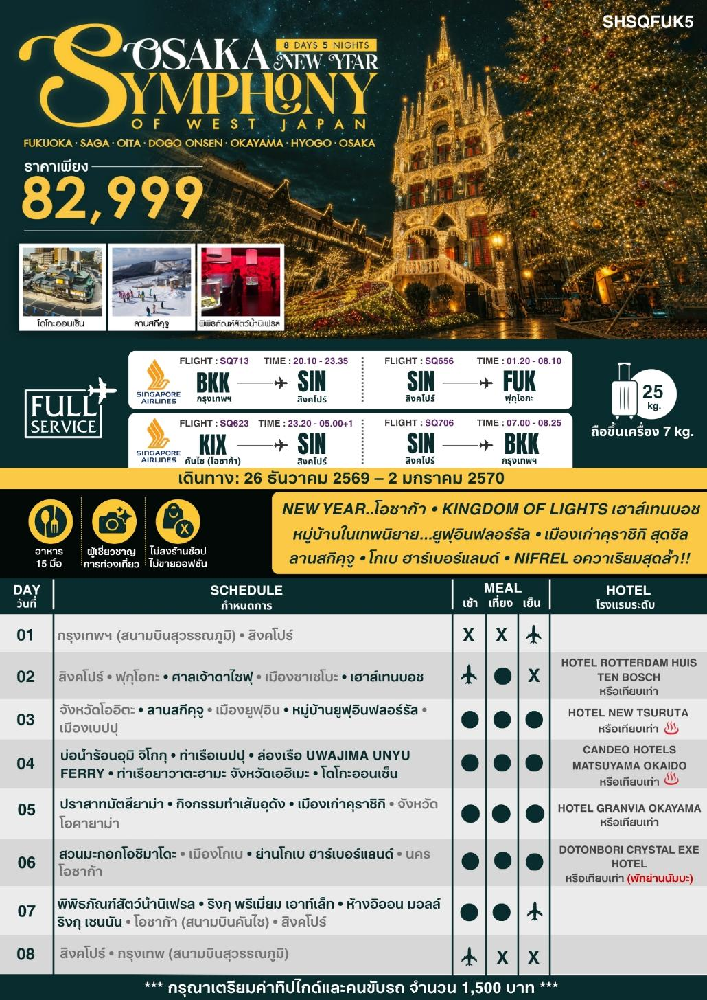 SHSQFUK5
OSAKA 8 DAYS 5 NIGHTS
NEW YEAR
SYMPHONY
OF WEST JAPAN
FUKUOKA · SAGA · OITA · DOGO ONSEN · OKAYAMA · HYOGO · OSAKA
ราคาเพียง
82,999
โดโกะออนเซ็น ลานสกีคุจู พิพิธภัณฑ์สัตว์น้ำนิเฟรล
FLIGHT : SQ713 TIME : 20.10 - 23.35 FLIGHT : SQ656 TIME : 01.20 - 08.10
BKK SIN SIN FUK
กรุงเทพฯ สิงคโปร์ สิงคโปร์ ฟุกุโอกะ
SINGAPORE AIRLINES
FULL SERVICE
25 kg.
ถือขึ้นเครื่อง 7 kg.
FLIGHT : SQ623 TIME : 23.20 - 05.00+1 FLIGHT : SQ706 TIME : 07.00 - 08.25
KIX SIN SIN BKK
คันไซ (โอซาก้า) สิงคโปร์ สิงคโปร์ กรุงเทพฯ
SINGAPORE AIRLINES
เดินทาง: 26 ธันวาคม 2569 – 2 มกราคม 2570
อาหาร
15 มื้อ
ผู้เชี่ยวชาญ
การท่องเที่ยว
ไม่ลงร้านช้อป
ไม่ขายออฟชั่น
NEW YEAR..โอซาก้า • KINGDOM OF LIGHTS เฮาส์เทนบอช
หมู่บ้านในเทพนิยาย...ยูฟุอินฟลอร์รัล • เมืองเก่าคุราชิกิ สุดชิล
ลานสกีคุจู • โกเบ ฮาร์เบอร์แลนด์ • NIFREL อควาเรียมสุดล้ำ!!
DAY SCHEDULE MEAL HOTEL
วันที่ กำหนดการ เช้า เที่ยง เย็น โรงแรมระดับ
01 กรุงเทพฯ (สนามบินสุวรรณภูมิ) • สิงคโปร์ X X
02 สิงคโปร์ • ฟุกุโอกะ • ศาลเจ้าดาไซฟุ • เมืองซาเซโบะ • เฮาส์เทนบอช X
HOTEL ROTTERDAM HUIS
TEN BOSCH
หรือเทียบเท่า
03 จังหวัดโออิตะ • ลานสกีคุจู • เมืองยูฟุอิน • หมู่บ้านยูฟุอินฟลอร์รัล •
เมืองเบปปุ
HOTEL NEW TSURUTA
หรือเทียบเท่า
04 บ่อน้ำร้อนอุมิ จิโกกุ • ท่าเรือเบปปุ • ล่องเรือ UWAJIMA UNYU
FERRY • ท่าเรือยาวาตะฮามะ จังหวัดเอฮิเมะ • โดโกะออนเซ็น
CANDEO HOTELS
MATSUYAMA OKAIDO
หรือเทียบเท่า
05 ปราสาทมัตสึยาม่า • กิจกรรมทำเส้นอุด้ง • เมืองเก่าคุราชิกิ • จังหวัด
โอคายาม่า
HOTEL GRANVIA OKAYAMA
หรือเทียบเท่า
06 สวนมะกอกโอชิมาโดะ • เมืองโกเบ • ย่านโกเบ ฮาร์เบอร์แลนด์ • นคร
โอซาก้า
DOTONBORI CRYSTAL EXE
HOTEL
หรือเทียบเท่า (พักย่านนัมบะ)
07 พิพิธภัณฑ์สัตว์น้ำนิเฟรล • ริงกุ พรีเมี่ยม เอาท์เล็ท • ห้างอิออน มอลล์
ริงกุ เซนนัน • โอซาก้า (สนามบินคันไซ) • สิงคโปร์
08 สิงคโปร์ • กรุงเทพ (สนามบินสุวรรณภูมิ) X X
*** กรุณาเตรียมค่าทิปไกด์และคนขับรถ จำนวน 1,500 บาท ***